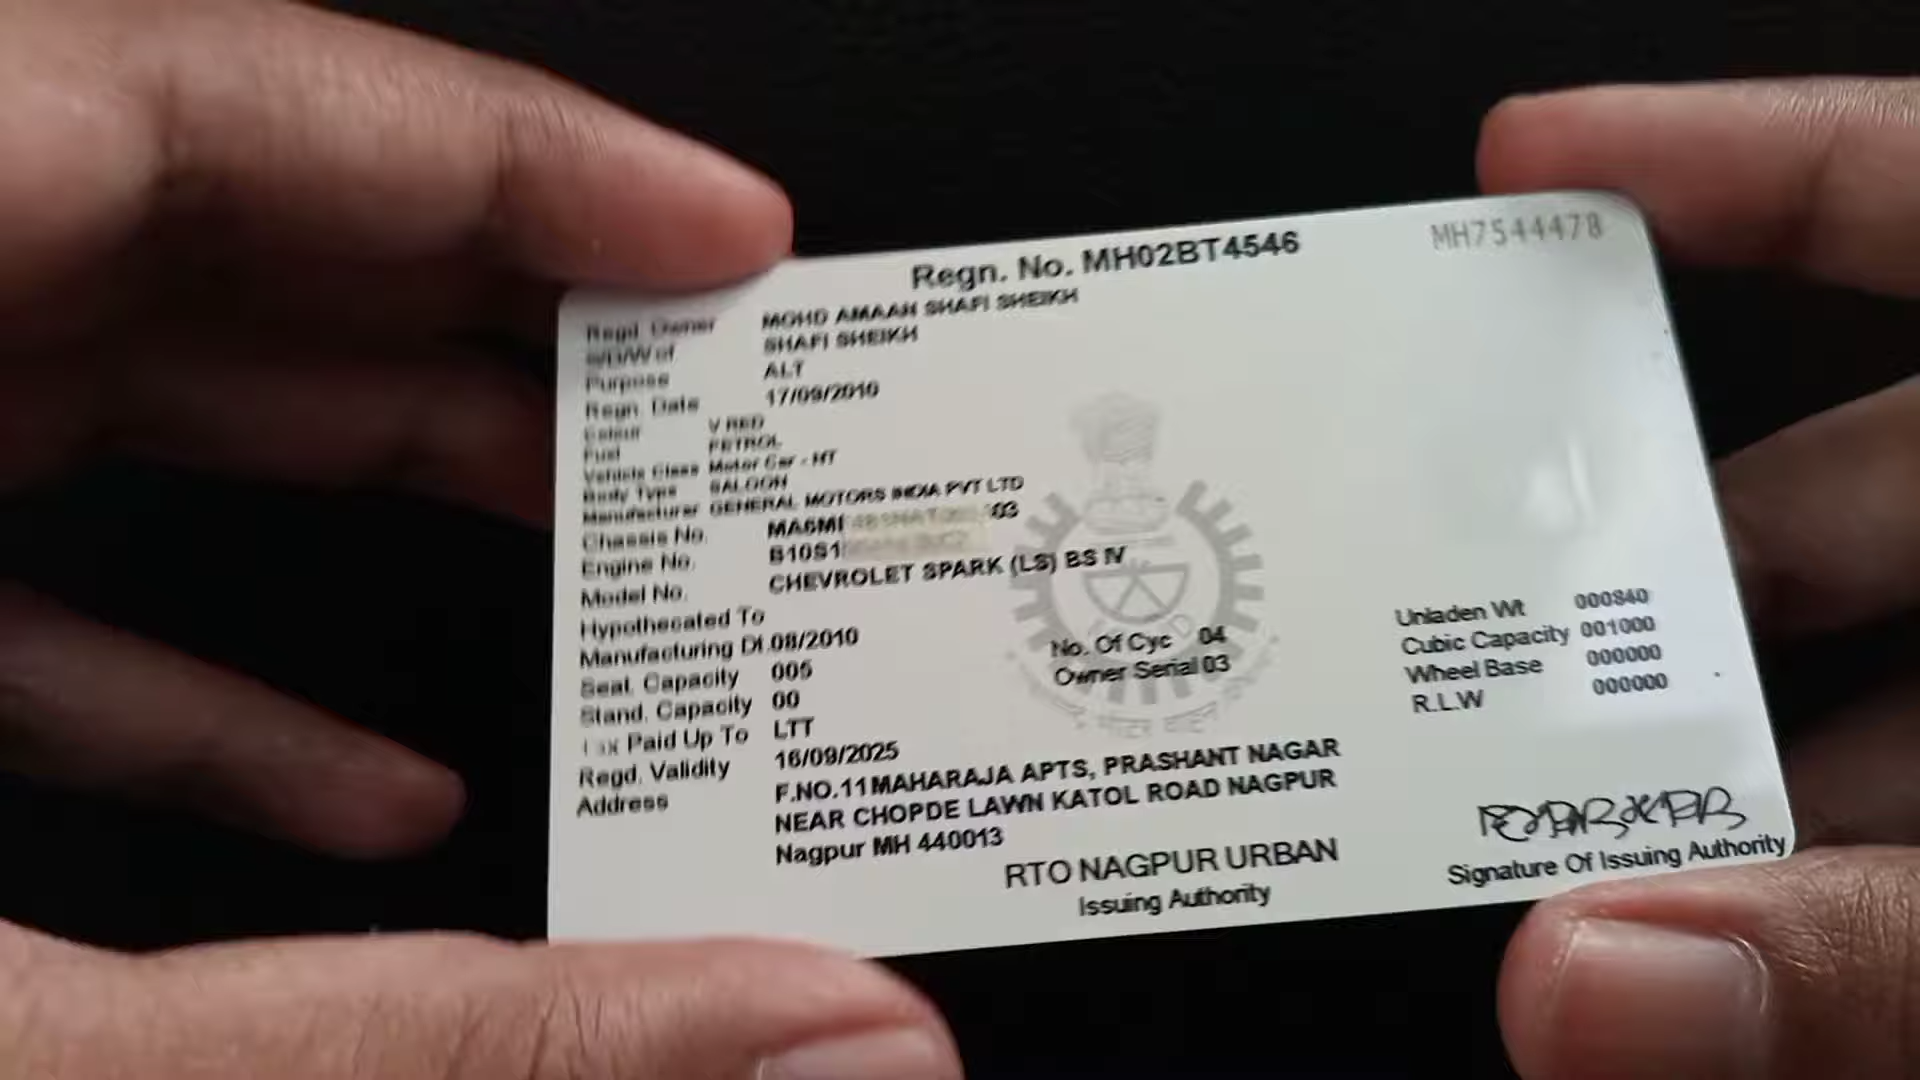 Regn. No. MH02BT4546 MH7544478
Regd. Owner MOHD AMAAN SHAFI SHEIKH
S/D/W of SHAFI SHEIKH
Purpose ALT
Regn. Date 17/09/2010
Colour V RED
Fuel PETROL
Vehicle Class Motor Car - MT
Body Type SALOON
Manufacturer GENERAL MOTORS INDIA PVT LTD
Chassis No. 03
Engine No.
Model No. CHEVROLET SPARK (LS) BS IV
Hypothecated To
Manufacturing Dt. 08/2010
Seat. Capacity 005
Stand. Capacity 00
Tax Paid Up To LTT
Regd. Validity 16/09/2025
Address F.NO.11 MAHARAJA APTS, PRASHANT NAGAR
NEAR CHOPDE LAWN KATOL ROAD NAGPUR
Nagpur MH 440013
No. Of Cyc 04
Owner Serial 03
Unladen Wt 000840
Cubic Capacity 001000
Wheel Base 000000
R.L.W 000000
RTO NAGPUR URBAN
Issuing Authority
Signature Of Issuing Authority